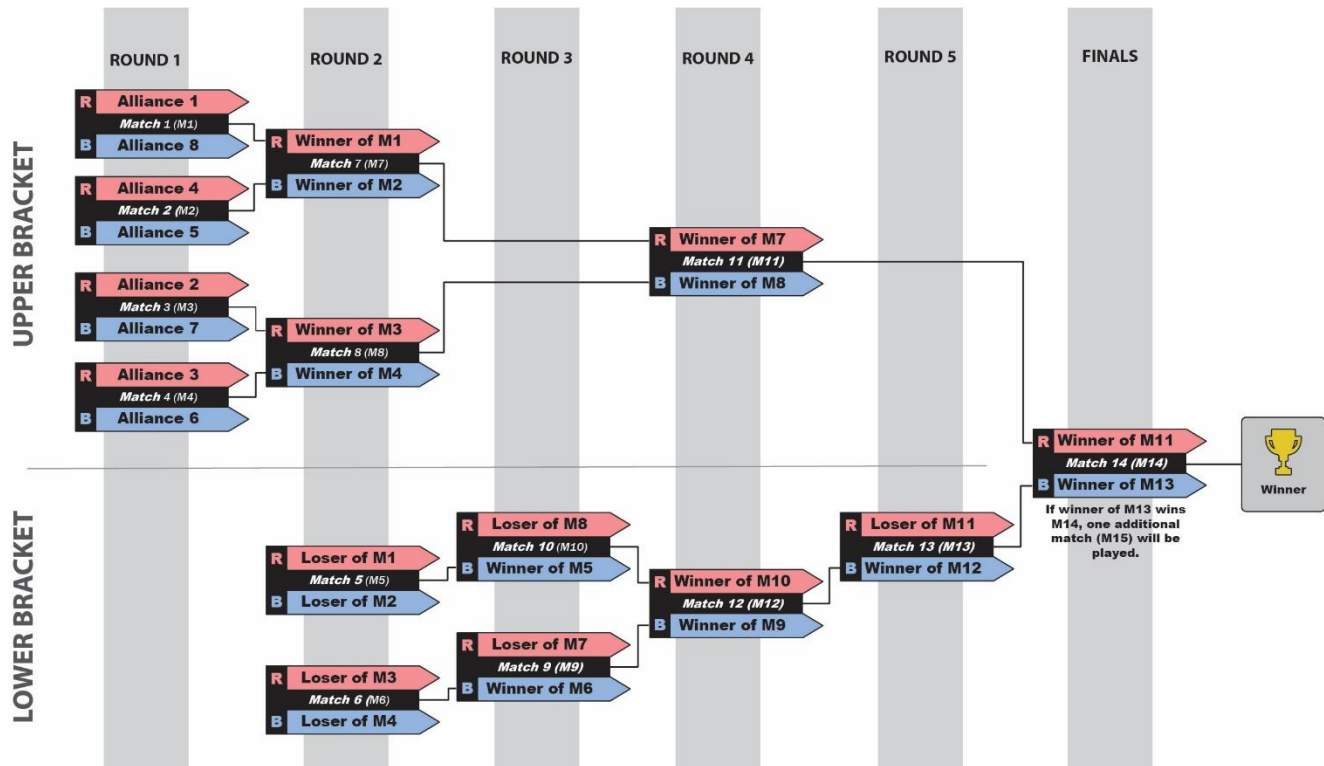 ROUND 1
ROUND 2
ROUND 3
ROUND 4
ROUND 5
FINALS
UPPER BRACKET
R Alliance 1
Match 1 (M1)
B Alliance 8
R Alliance 4
Match 2 (M2)
B Alliance 5
R Alliance 2
Match 3 (M3)
B Alliance 7
R Alliance 3
Match 4 (M4)
B Alliance 6
R Winner of M1
Match 7 (M7)
B Winner of M2
R Winner of M3
Match 8 (M8)
B Winner of M4
R Winner of M7
Match 11 (M11)
B Winner of M8
R Winner of M11
Match 14 (M14)
B Winner of M13
If winner of M13 wins
M14, one additional
match (M15) will be
played.
Winner
LOWER BRACKET
R Loser of M1
Match 5 (M5)
B Loser of M2
R Loser of M3
Match 6 (M6)
B Loser of M4
R Loser of M8
Match 10 (M10)
B Winner of M5
R Loser of M7
Match 9 (M9)
B Winner of M6
R Winner of M10
Match 12 (M12)
B Winner of M9
R Loser of M11
Match 13 (M13)
B Winner of M12